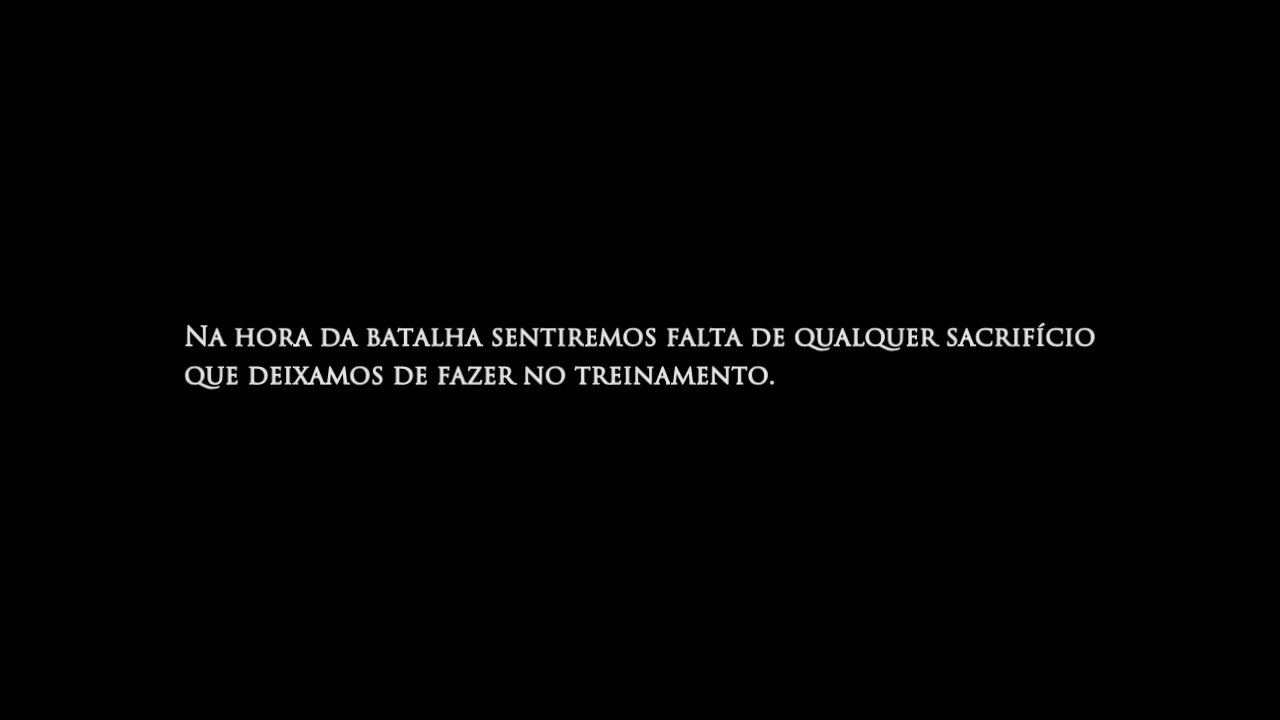 Na hora da batalha sentiremos falta de qualquer sacrifício
que deixamos de fazer no treinamento.